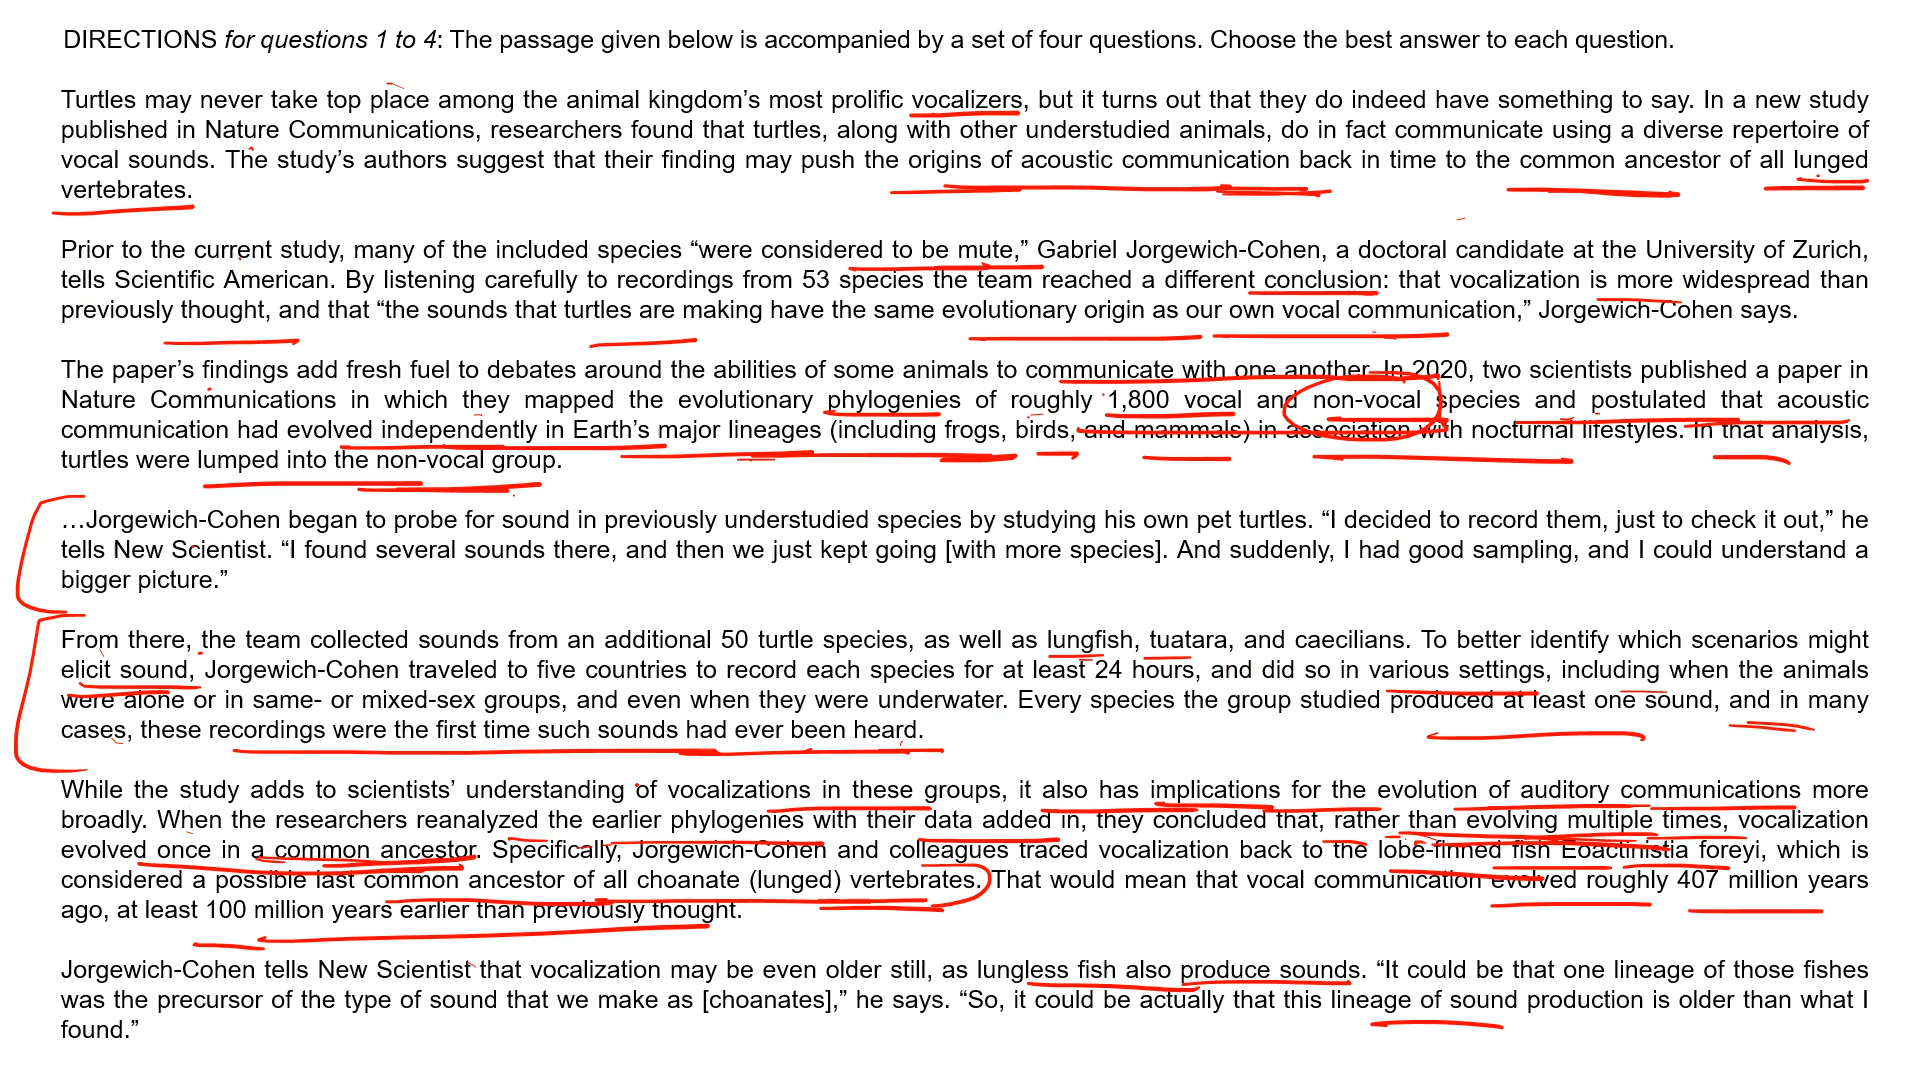 DIRECTIONS for questions 1 to 4: The passage given below is accompanied by a set of four questions. Choose the best answer to each question.
Turtles may never take top place among the animal kingdom’s most prolific vocalizers, but it turns out that they do indeed have something to say. In a new study
published in Nature Communications, researchers found that turtles, along with other understudied animals, do in fact communicate using a diverse repertoire of
vocal sounds. The study’s authors suggest that their finding may push the origins of acoustic communication back in time to the common ancestor of all lunged
vertebrates.
Prior to the current study, many of the included species “were considered to be mute,” Gabriel Jorgewich-Cohen, a doctoral candidate at the University of Zurich,
tells Scientific American. By listening carefully to recordings from 53 species the team reached a different conclusion: that vocalization is more widespread than
previously thought, and that “the sounds that turtles are making have the same evolutionary origin as our own vocal communication,” Jorgewich-Cohen says.
The paper’s findings add fresh fuel to debates around the abilities of some animals to communicate with one another. In 2020, two scientists published a paper in
Nature Communications in which they mapped the evolutionary phylogenies of roughly 1,800 vocal and non-vocal species and postulated that acoustic
communication had evolved independently in Earth’s major lineages (including frogs, birds, and mammals) in association with nocturnal lifestyles. In that analysis,
turtles were lumped into the non-vocal group.
…Jorgewich-Cohen began to probe for sound in previously understudied species by studying his own pet turtles. “I decided to record them, just to check it out,” he
tells New Scientist. “I found several sounds there, and then we just kept going [with more species]. And suddenly, I had good sampling, and I could understand a
bigger picture.”
From there, the team collected sounds from an additional 50 turtle species, as well as lungfish, tuatara, and caecilians. To better identify which scenarios might
elicit sound, Jorgewich-Cohen traveled to five countries to record each species for at least 24 hours, and did so in various settings, including when the animals
were alone or in same- or mixed-sex groups, and even when they were underwater. Every species the group studied produced at least one sound, and in many
cases, these recordings were the first time such sounds had ever been heard.
While the study adds to scientists’ understanding of vocalizations in these groups, it also has implications for the evolution of auditory communications more
broadly. When the researchers reanalyzed the earlier phylogenies with their data added in, they concluded that, rather than evolving multiple times, vocalization
evolved once in a common ancestor. Specifically, Jorgewich-Cohen and colleagues traced vocalization back to the lobe-finned fish Eoactinistia foreyi, which is
considered a possible last common ancestor of all choanate (lunged) vertebrates. That would mean that vocal communication evolved roughly 407 million years
ago, at least 100 million years earlier than previously thought.
Jorgewich-Cohen tells New Scientist that vocalization may be even older still, as lungless fish also produce sounds. “It could be that one lineage of those fishes
was the precursor of the type of sound that we make as [choanates],” he says. “So, it could be actually that this lineage of sound production is older than what I
found.”